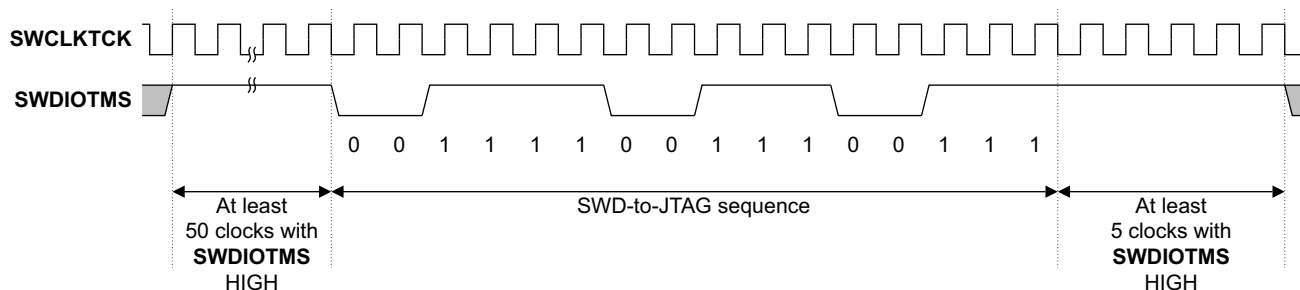 SWCLKTCK
SWDIOTMS
0 0 1 1 1 1 0 0 1 1 1 0 0 1 1 1
At least
50 clocks with
SWDIOTMS
HIGH
SWD-to-JTAG sequence
At least
5 clocks with
SWDIOTMS
HIGH